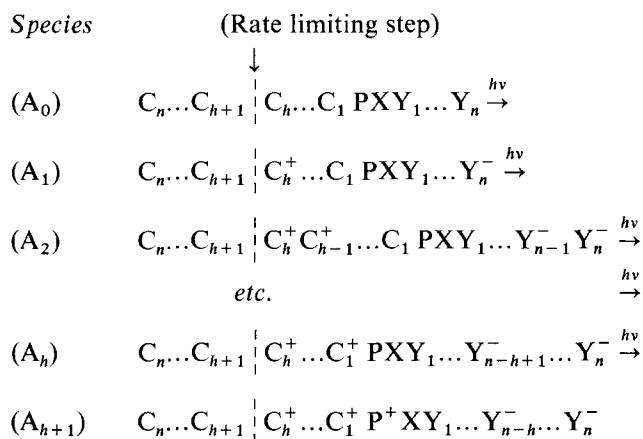 Species (Rate limiting step)
↓
hν
(A₀) Cₙ...Cₕ₊₁ ¦ Cₕ...C₁ PXY₁...Yₙ →
hν
(A₁) Cₙ...Cₕ₊₁ ¦ Cₕ⁺...C₁ PXY₁...Yₙ⁻ →
hν
(A₂) Cₙ...Cₕ₊₁ ¦ Cₕ⁺Cₕ₋₁⁺...C₁ PXY₁...Yₙ₋₁⁻ Yₙ⁻ →
hν
etc. →
hν
(Aₕ) Cₙ...Cₕ₊₁ ¦ Cₕ⁺...C₁⁺ PXY₁...Yₙ₋ₕ₊₁⁻...Yₙ⁻ →
(Aₕ₊₁) Cₙ...Cₕ₊₁ ¦ Cₕ⁺...C₁⁺ P⁺XY₁...Yₙ₋ₕ⁻...Yₙ⁻